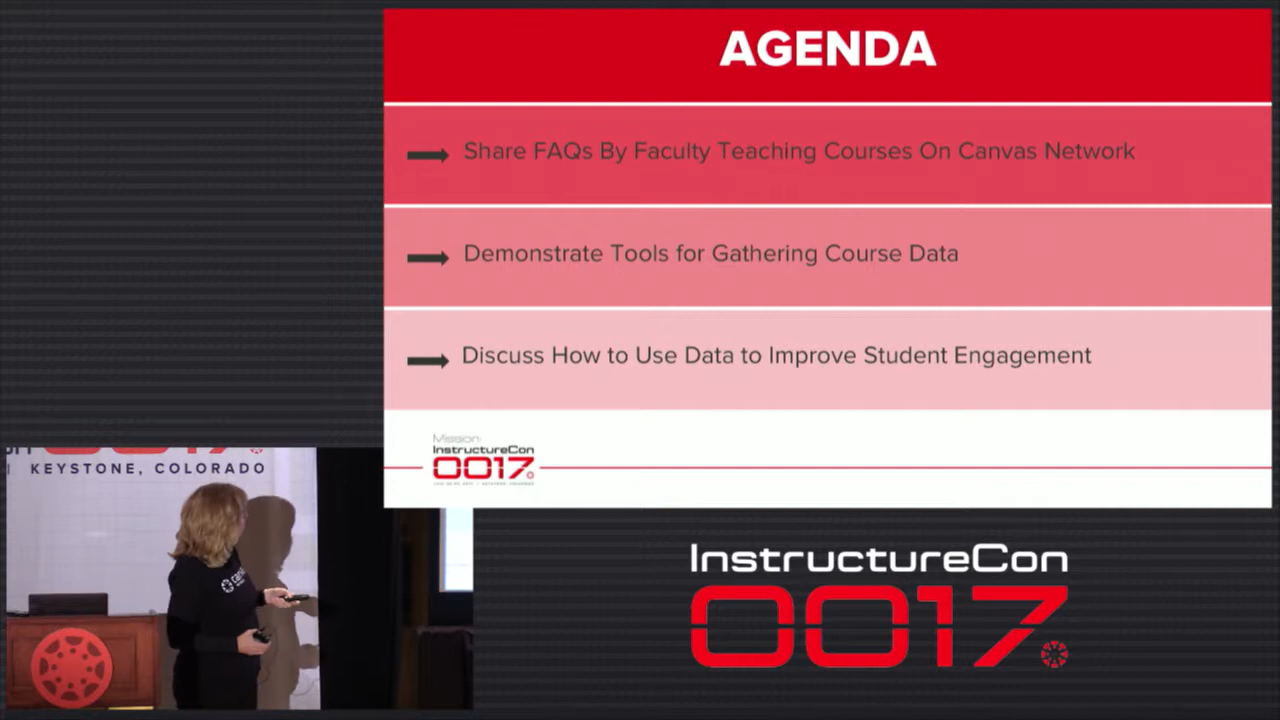 AGENDA
Share FAQs By Faculty Teaching Courses On Canvas Network
Demonstrate Tools for Gathering Course Data
Discuss How to Use Data to Improve Student Engagement
Mission:
InstructureCon
0017
KEYSTONE, COLORADO
InstructureCon
0017